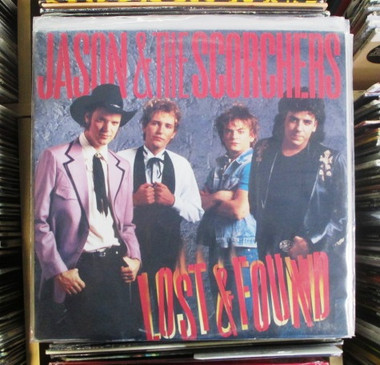 JASON & THE SCORCHERS
LOST & FOUND